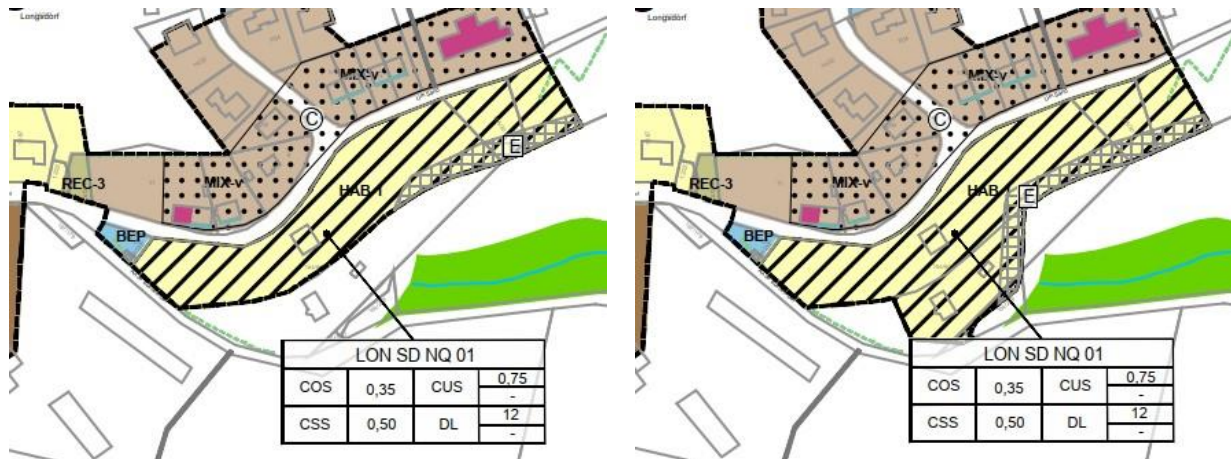 Longsdorf
MIX-v
C
E
REC-3
MIX-v
HAB-1
BEP
LON SD NQ 01
COS 0,35 CUS 0,75
-
CSS 0,50 DL 12
-
Longsdorf
MIX-v
C
E
REC-3
MIX-v
HAB
BEP
LON SD NQ 01
COS 0,35 CUS 0,75
-
CSS 0,50 DL 12
-